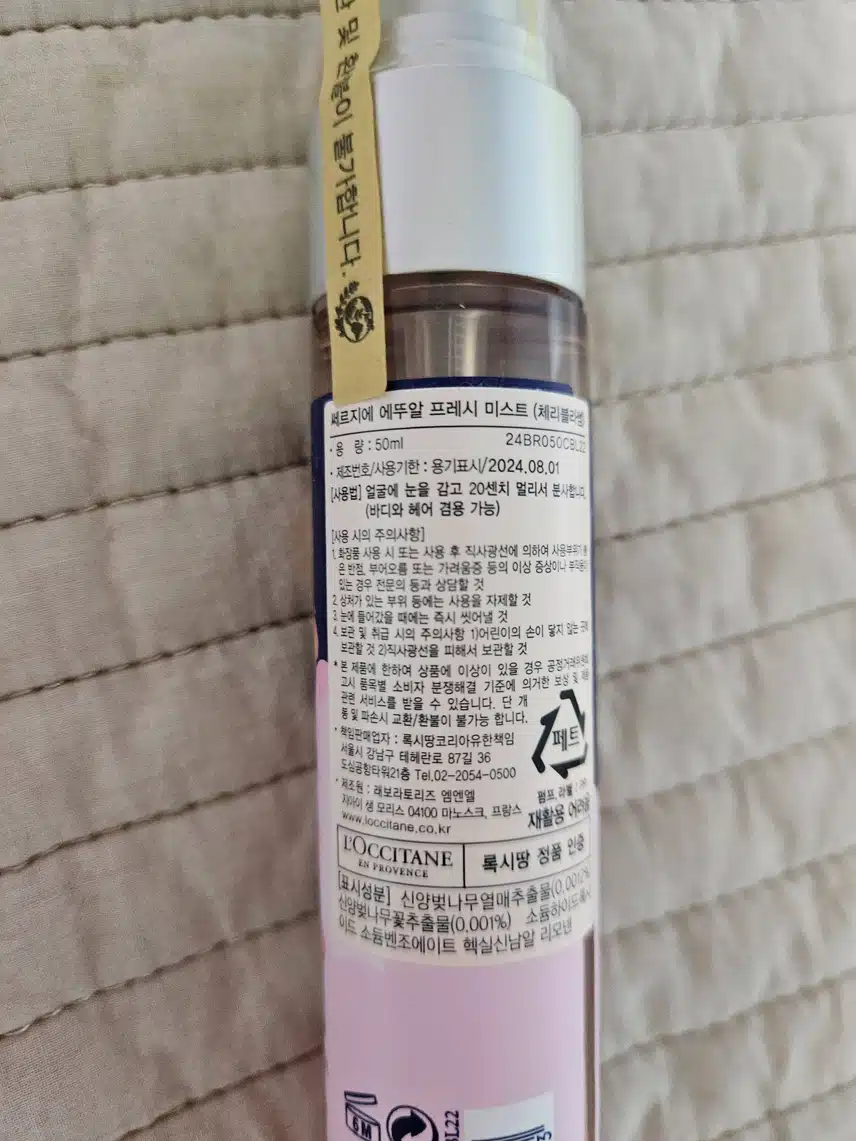 및 환불이 불가합니다.
쎄르지에 에뚜알 프레시 미스트 (체리블라썸)
· 용 량 : 50ml 24BR050CBL22
· 제조번호/사용기한 : 용기표시/2024.08.01
[사용법] 얼굴에 눈을 감고 20센치 멀리서 분사합니다.
(바디와 헤어 겸용 가능)
[사용 시의 주의사항]
1. 화장품 사용 시 또는 사용 후 직사광선에 의하여 사용부위가 붉
은 반점, 부어오름 또는 가려움증 등의 이상 증상이나 부작용이
있는 경우 전문의 등과 상담할 것
2. 상처가 있는 부위 등에는 사용을 자제할 것
3. 눈에 들어갔을 때에는 즉시 씻어낼 것
4. 보관 및 취급 시의 주의사항 1)어린이의 손이 닿지 않는 곳에
보관할 것 2)직사광선을 피해서 보관할 것
* 본 제품에 한하여 상품에 이상이 있을 경우 공정거래위원회
고시 품목별 소비자 분쟁해결 기준에 의거한 보상 및 제품
관련 서비스를 받을 수 있습니다. 단 개
봉 및 파손시 교환/환불이 불가능 합니다.
페트
· 책임판매업자 : 록시땅코리아유한책임
서울시 강남구 테헤란로 87길 36
도심공항타워21층 Tel.02-2054-0500
· 제조원 : 래보라토리즈 엠엔엘
지아이 생 모리스 04100 마노스크, 프랑스
www.loccitane.co.kr
펌프, 라벨
재활용 어려움
L'OCCITANE
EN PROVENCE
록시땅 정품 인증
[표시성분] 신양벚나무열매추출물(0.001%)
신양벚나무꽃추출물(0.001%) 소듐하이드록사
이드 소듐벤조에이트 헥실신남알 리모넨
6M
BL22